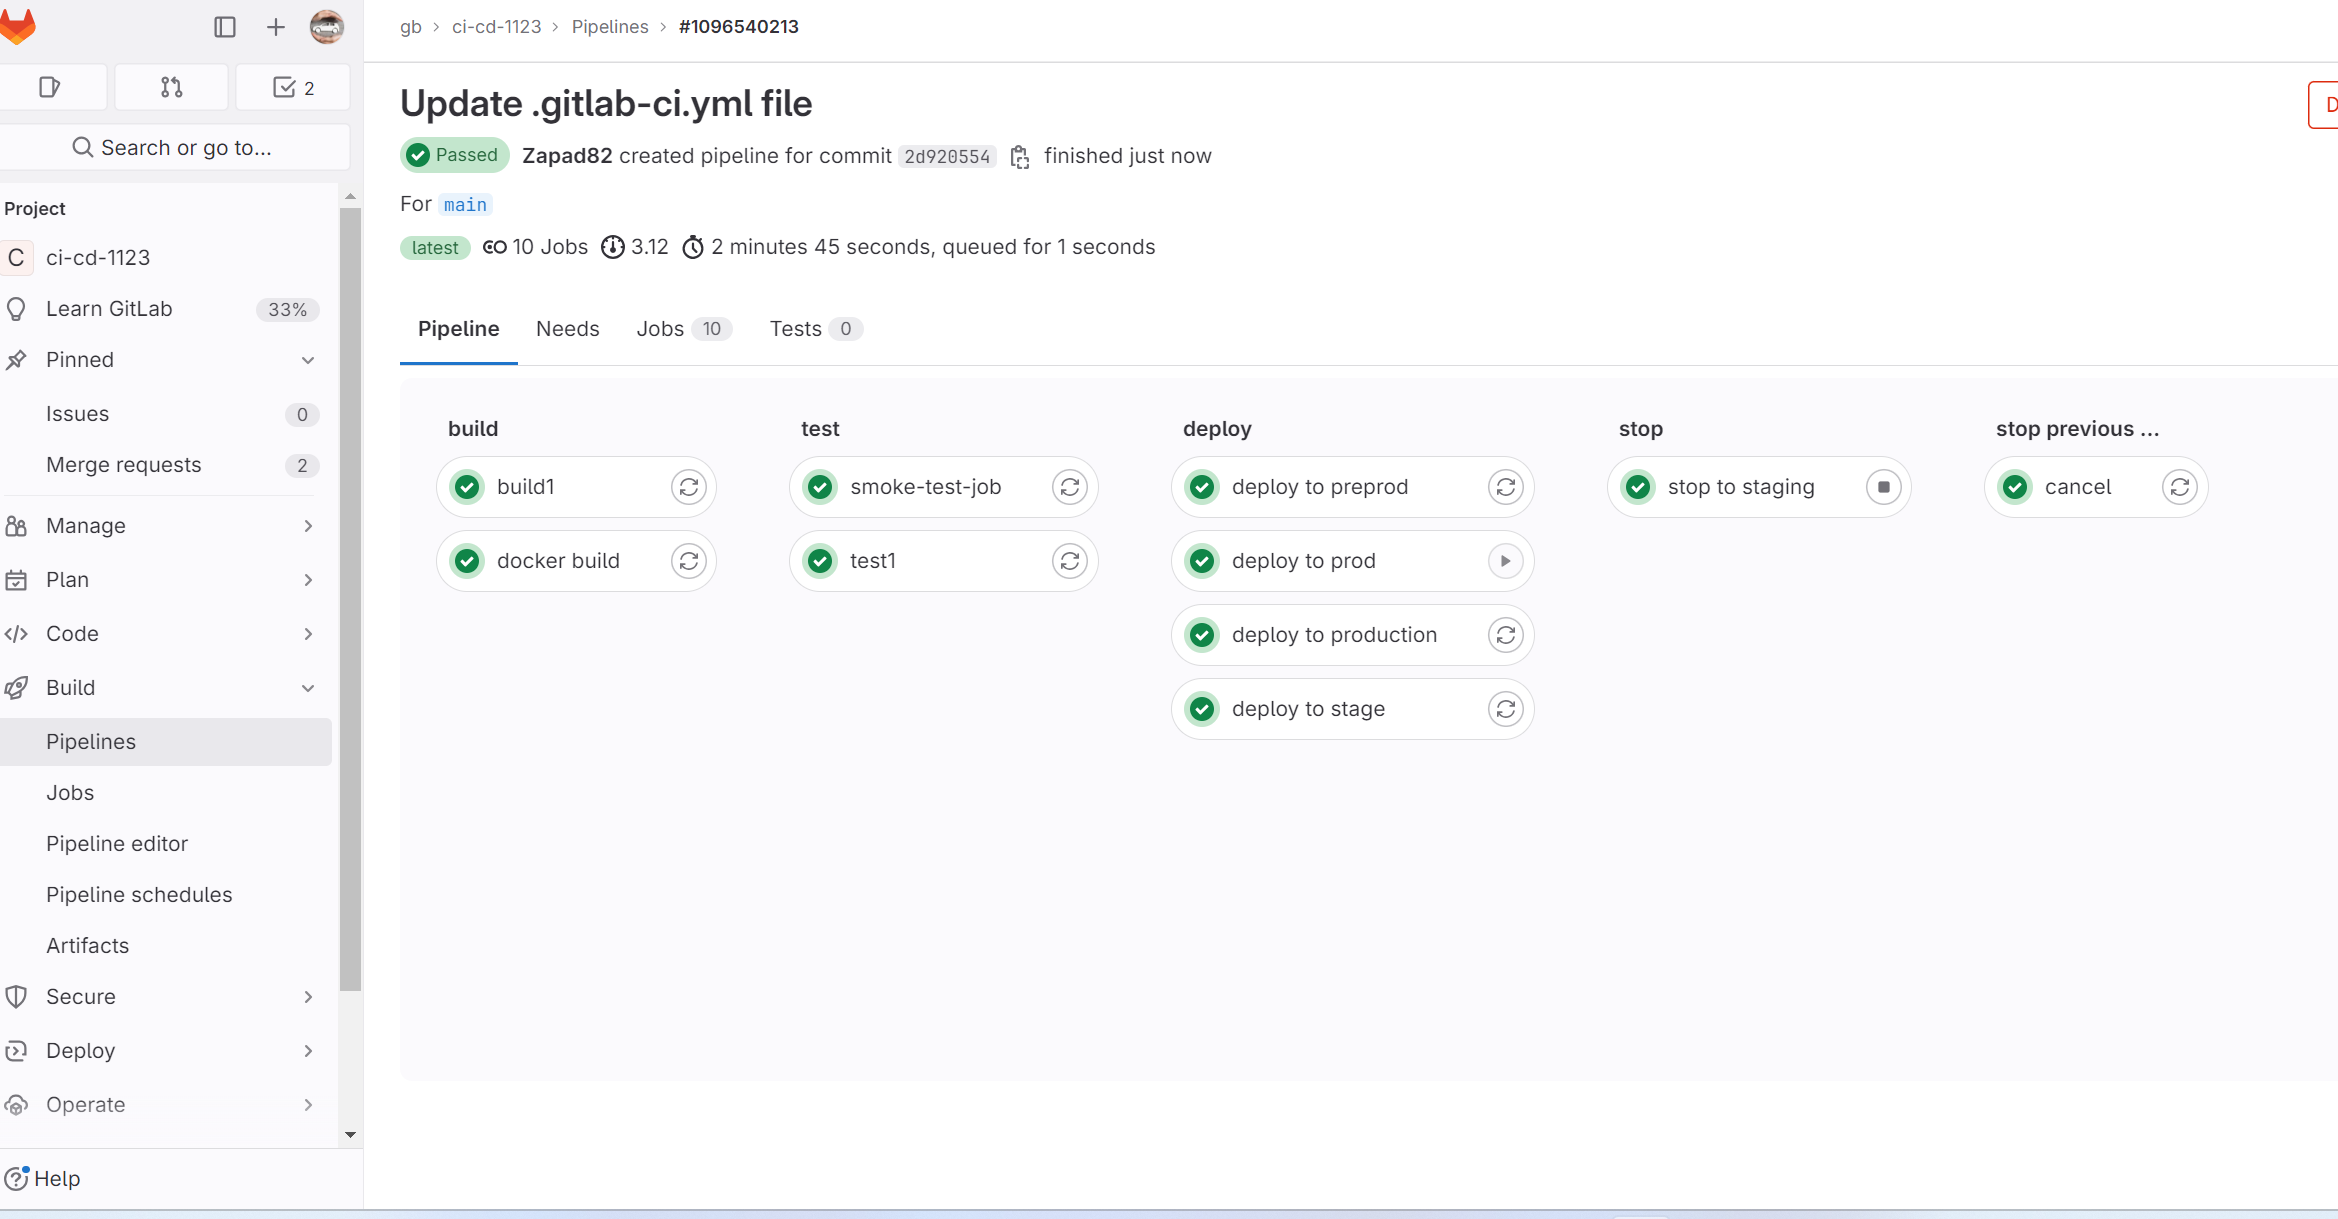 gb > ci-cd-1123 > Pipelines > #1096540213
2
Search or go to...
Project
C ci-cd-1123
Learn GitLab 33%
Pinned
Issues 0
Merge requests 2
Manage
Plan
Code
Build
Pipelines
Jobs
Pipeline editor
Pipeline schedules
Artifacts
Secure
Deploy
Operate
Help
Update .gitlab-ci.yml file
D
Passed Zapad82 created pipeline for commit 2d920554 finished just now
For main
latest 10 Jobs 3.12 2 minutes 45 seconds, queued for 1 seconds
Pipeline Needs Jobs 10 Tests 0
build
build1
docker build
test
smoke-test-job
test1
deploy
deploy to preprod
deploy to prod
deploy to production
deploy to stage
stop
stop to staging
stop previous ...
cancel